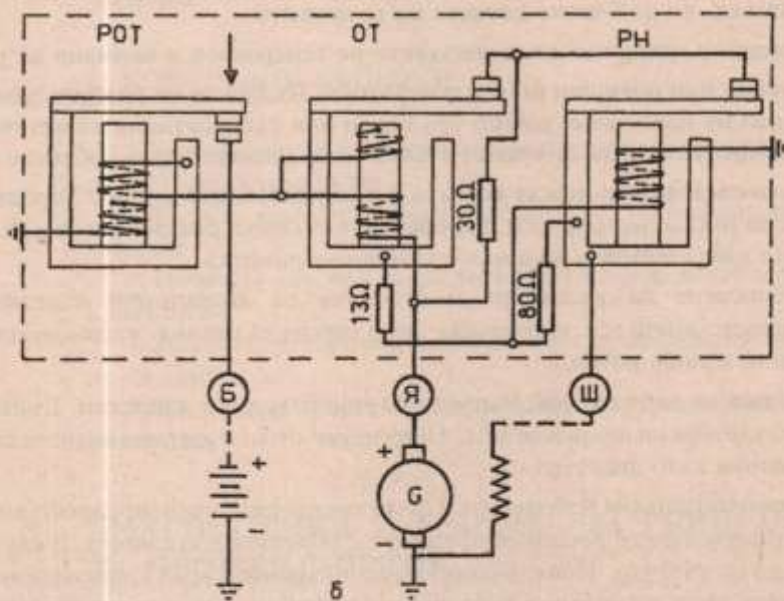 РОТ ОТ РН
30Ω
13Ω 80Ω
Б Я Ш
+ +
G
- -
б